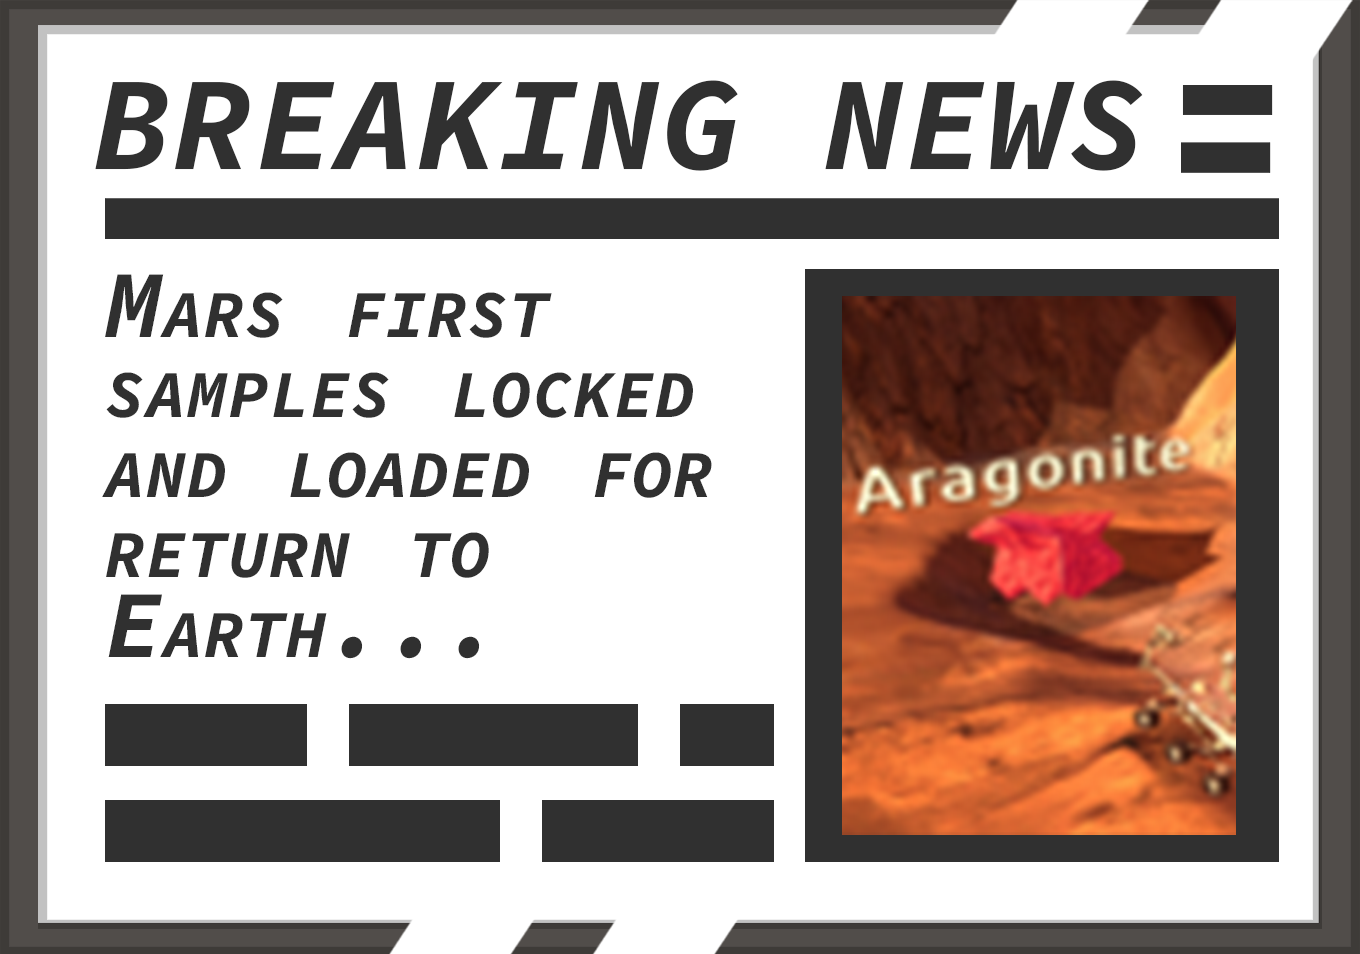 BREAKING NEWS
Mars first
samples locked
and loaded for
return to
Earth...
Aragonite